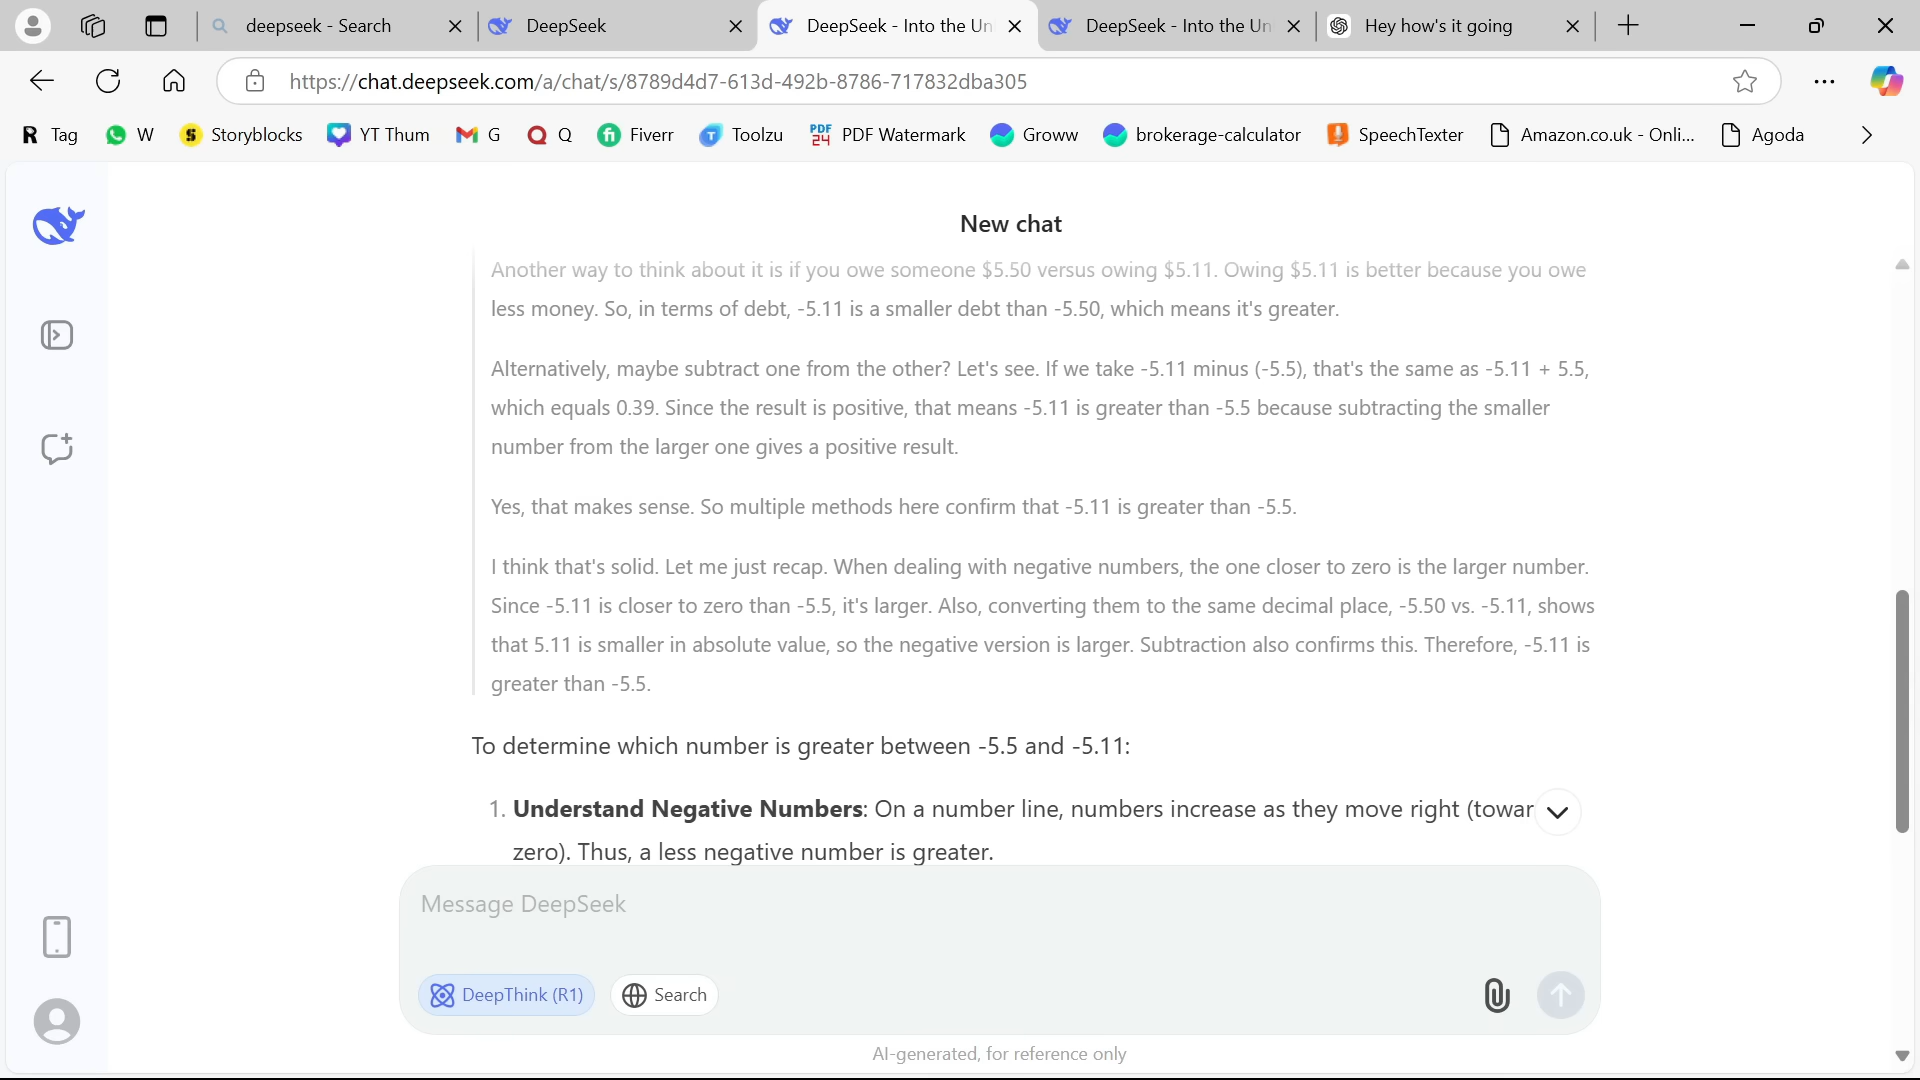 deepseek - Search
DeepSeek
DeepSeek - Into the Un
DeepSeek - Into the Un
Hey how's it going
https://chat.deepseek.com/a/chat/s/8789d4d7-613d-492b-8786-717832dba305
Tag
W
Storyblocks
YT Thum
G
Q
Fiverr
Toolzu
PDF Watermark
Groww
brokerage-calculator
SpeechTexter
Amazon.co.uk - Onli...
Agoda
New chat
Another way to think about it is if you owe someone $5.50 versus owing $5.11. Owing $5.11 is better because you owe
less money. So, in terms of debt, -5.11 is a smaller debt than -5.50, which means it's greater.
Alternatively, maybe subtract one from the other? Let's see. If we take -5.11 minus (-5.5), that's the same as -5.11 + 5.5,
which equals 0.39. Since the result is positive, that means -5.11 is greater than -5.5 because subtracting the smaller
number from the larger one gives a positive result.
Yes, that makes sense. So multiple methods here confirm that -5.11 is greater than -5.5.
I think that's solid. Let me just recap. When dealing with negative numbers, the one closer to zero is the larger number.
Since -5.11 is closer to zero than -5.5, it's larger. Also, converting them to the same decimal place, -5.50 vs. -5.11, shows
that 5.11 is smaller in absolute value, so the negative version is larger. Subtraction also confirms this. Therefore, -5.11 is
greater than -5.5.
To determine which number is greater between -5.5 and -5.11:
1. Understand Negative Numbers: On a number line, numbers increase as they move right (towar
zero). Thus, a less negative number is greater.
Message DeepSeek
DeepThink (R1)
Search
AI-generated, for reference only